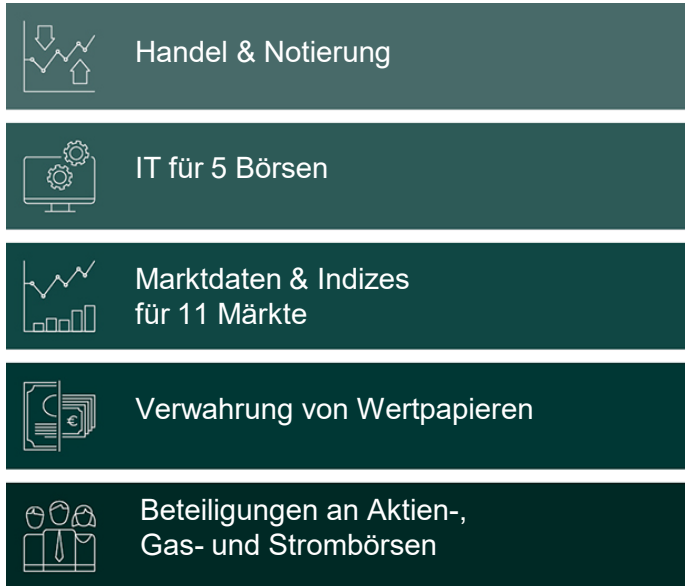 Handel & Notierung
IT für 5 Börsen
Marktdaten & Indizes
für 11 Märkte
Verwahrung von Wertpapieren
€
Beteiligungen an Aktien-,
Gas- und Strombörsen